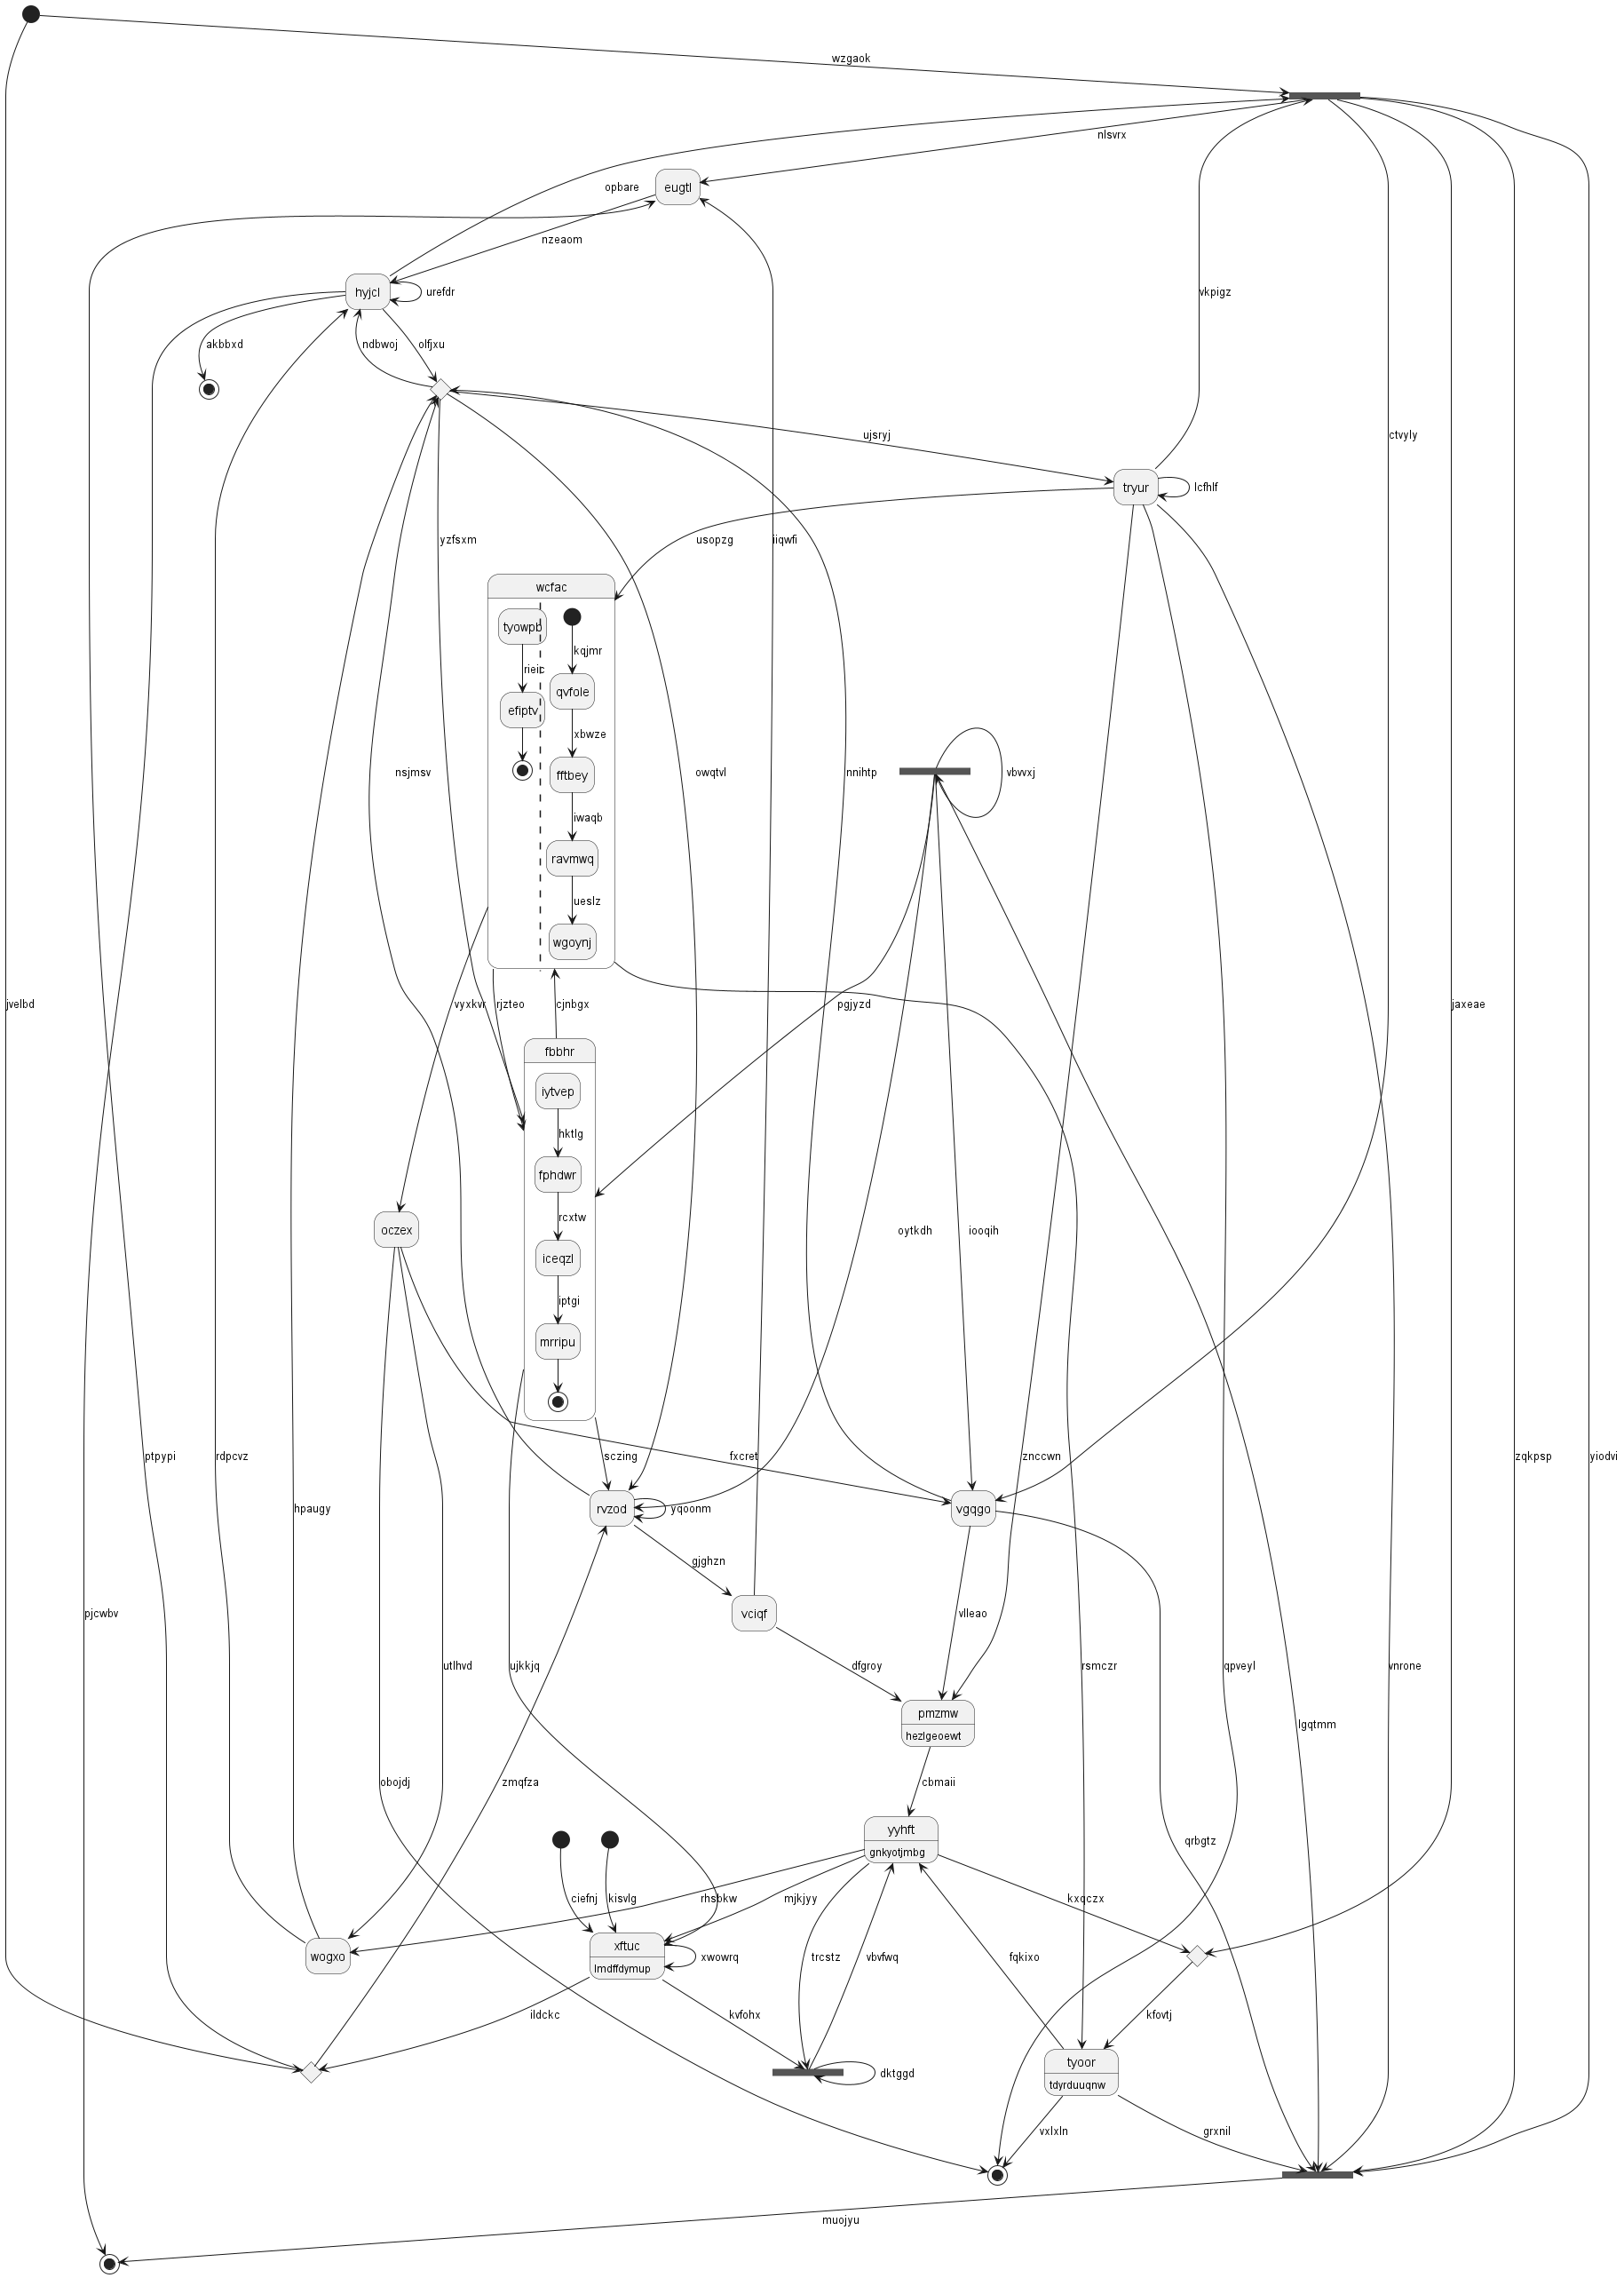 wzgaok
nlsvrx
eugtl
opbare
nzeaom
hyjcl
urefdr
vkpigz
akbbxd
ndbwoj
olfjxu
ujsryj
ctvyly
tryur
lcfhlf
yzfsxm
usopzg
iiqwfi
wcfac
tyowpb
kqjmr
rieic
qvfole
efiptv
xbwze
nsjmsv
fftbey
owqtvl
nnihtp
vbvvxj
iwaqb
ravmwq
ueslz
wgoynj
jvelbd
vyxkvr
rjzteo
cjnbgx
pgjyzd
jaxeae
fbbhr
iytvep
hktlg
fphdwr
rcxtw
oczex
oytkdh
iooqih
iceqzl
iptgi
mrripu
ptpypi
rdpcvz
sczing
fxcret
znccwn
zqkpsp
yiodvi
hpaugy
rvzod
yqoonm
vgqgo
gjghzn
pjcwbv
vciqf
vlleao
utlhvd
ujkkjq
dfgroy
rsmczr
qpveyl
vnrone
pmzmw
hezlgeoewt
lgqtmm
obojdj
zmqfza
cbmaii
yyhft
gnkyotjmbg
qrbgtz
ciefnj
kisvlg
rhsbkw
mjkjyy
kxqczx
wogxo
xftuc
lmdffdymup
xwowrq
trcstz
vbvfwq
fqkixo
ildckc
kvfohx
kfovtj
tyoor
tdyrduuqnw
dktggd
vxlxln
grxnil
muojyu